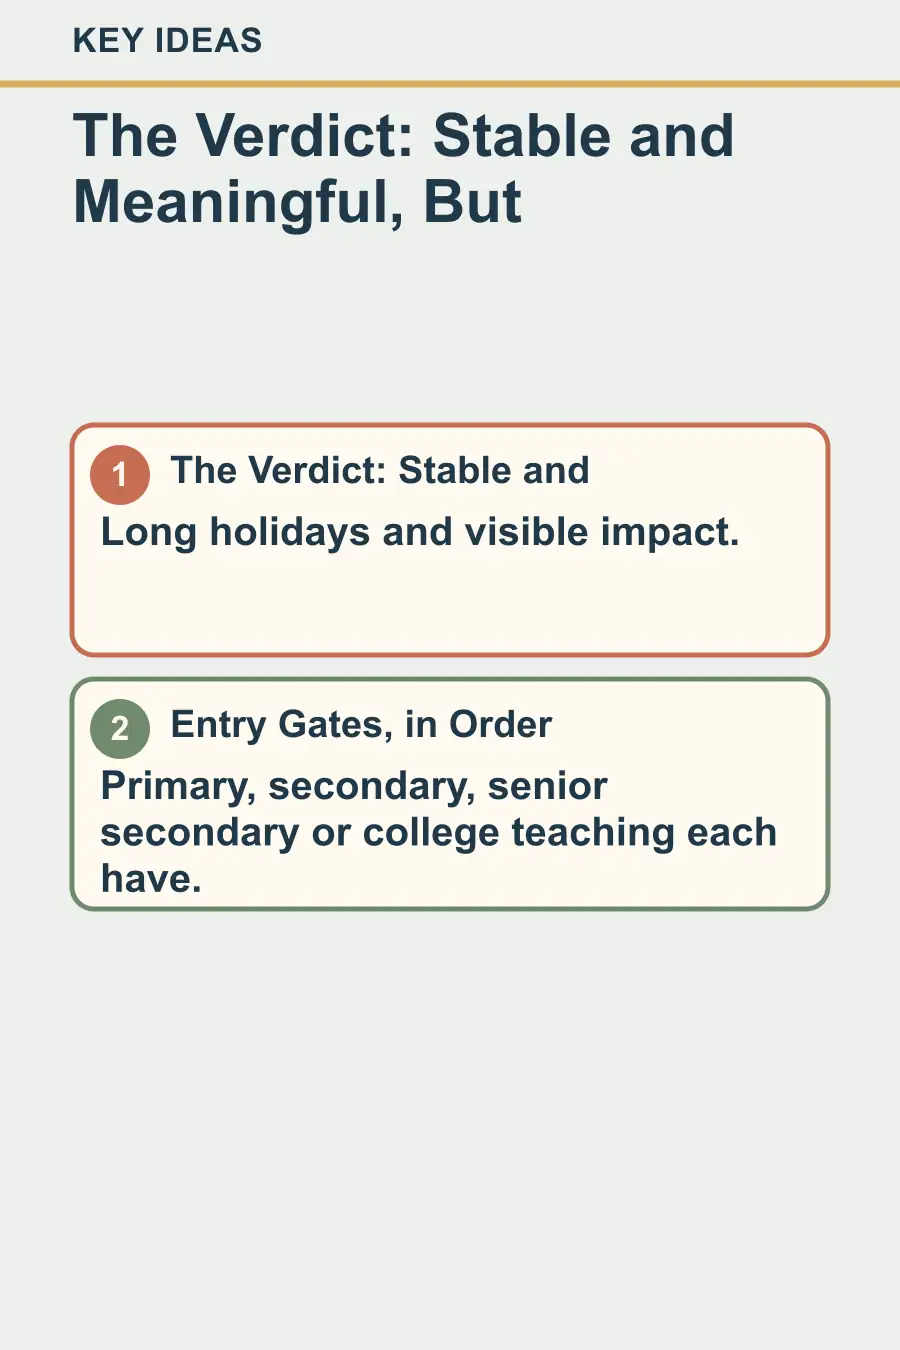 KEY IDEAS
The Verdict: Stable and
Meaningful, But
1 The Verdict: Stable and
Long holidays and visible impact.
2 Entry Gates, in Order
Primary, secondary, senior
secondary or college teaching each
have.